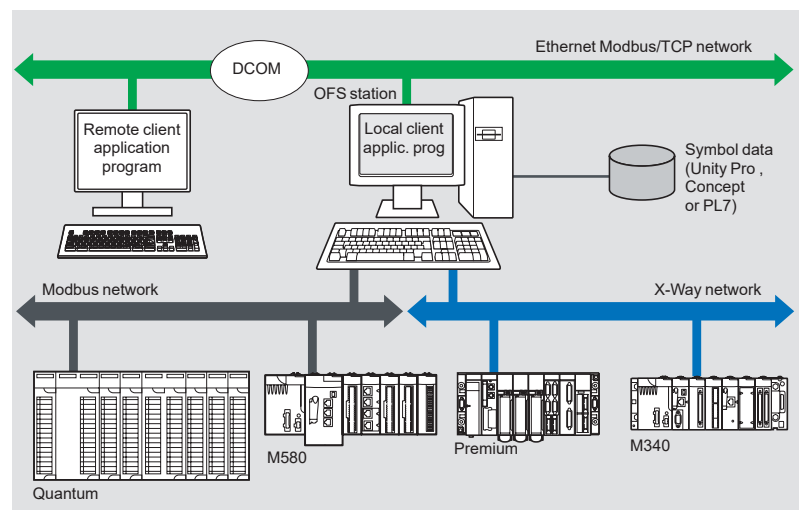 Ethernet Modbus/TCP network
DCOM
OFS station
Remote client
application
program
Local client
applic. prog
Symbol data
(Unity Pro ,
Concept
or PL7)
Modbus network
X-Way network
Quantum
M580
Premium
M340